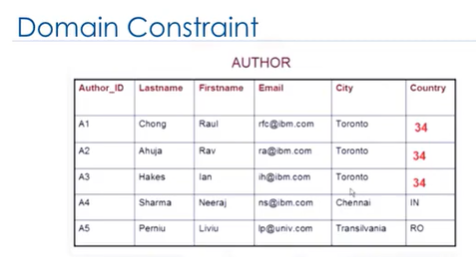 Domain Constraint
AUTHOR
Author_ID Lastname Firstname Email City Country
A1 Chong Raul rfc@ibm.com Toronto 34
A2 Ahuja Rav ra@ibm.com Toronto 34
A3 Hakes Ian ih@ibm.com Toronto 34
A4 Sharma Neeraj ns@ibm.com Chennai IN
A5 Perniu Liviu lp@univ.com Transilvania RO